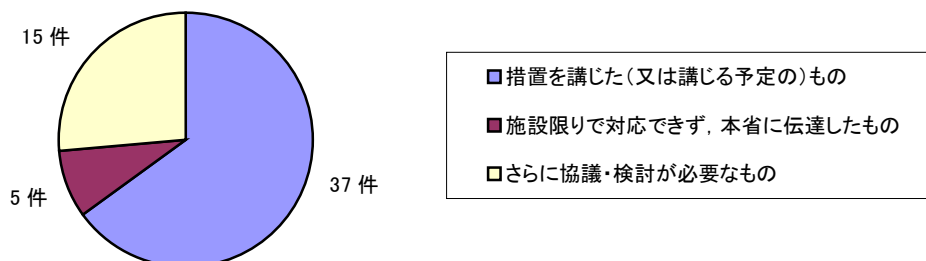 15 件
5 件
37 件
措置を講じた（又は講じる予定の）もの
施設限りで対応できず，本省に伝達したもの
さらに協議・検討が必要なもの